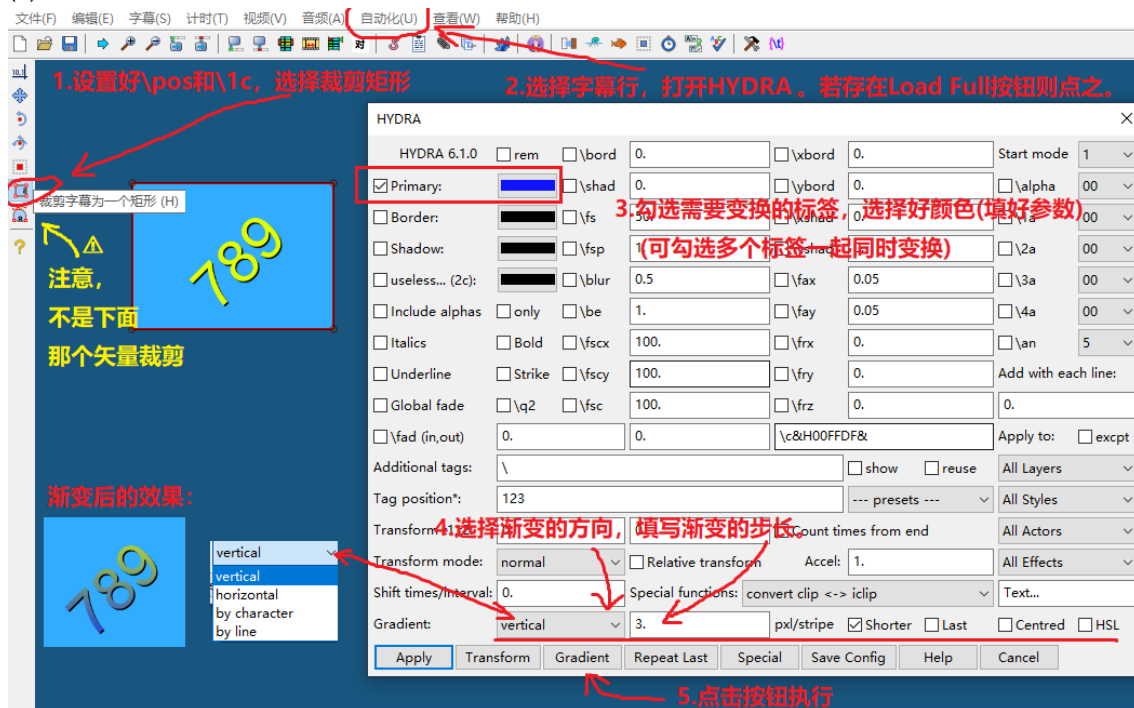 文件(F) 编辑(E) 字幕(S) 计时(T) 视频(V) 音频(A) 自动化(U) 查看(W) 帮助(H)
1.设置好\pos和\1c，选择裁剪矩形
2.选择字幕行，打开HYDRA。若存在Load Full按钮则点之。
裁剪字幕为一个矩形 (H)
789
注意，
不是下面
那个矢量裁剪
渐变后的效果：
789
vertical
vertical
horizontal
by character
by line
HYDRA
HYDRA 6.1.0 rem \bord 0. \xbord 0. Start mode 1
Primary: \shad 0. \ybord 0. \alpha 00
3.勾选需要变换的标签，选择好颜色(填好参数)
Border: \fs 00
(可勾选多个标签一起同时变换)
Shadow: \fsp \2a 00
useless... (2c): \blur 0.5 \fax 0.05 \3a 00
Include alphas only \be 1. \fay 0.05 \4a 00
Italics Bold \fscx 100. \frx 0. \an 5
Underline Strike \fscy 100. \fry 0. Add with each line:
Global fade \q2 \fsc 100. \frz 0. 0.
\fad (in,out) 0. 0. \c&H00FFDF& Apply to: excpt
Additional tags: \ show reuse All Layers
Tag position*: 123 --- presets --- All Styles
4.选择渐变的方向，填写渐变的步长。
Transform Count times from end All Actors
Transform mode: normal Relative transform Accel: 1. All Effects
Shift times/interval: 0. Special functions: convert clip <-> iclip Text...
Gradient: vertical 3. pxl/stripe Shorter Last Centred HSL
Apply Transform Gradient Repeat Last Special Save Config Help Cancel
5.点击按钮执行